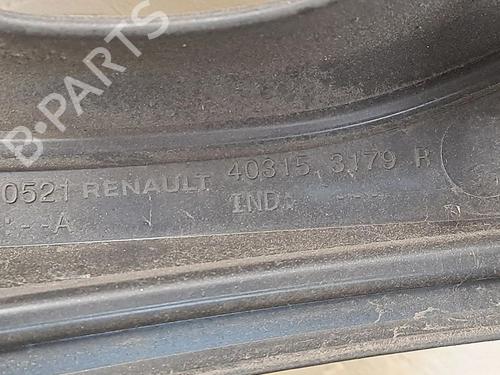 B-PARTS
0521 RENAULT 40315 3179 R
--A IND: ---